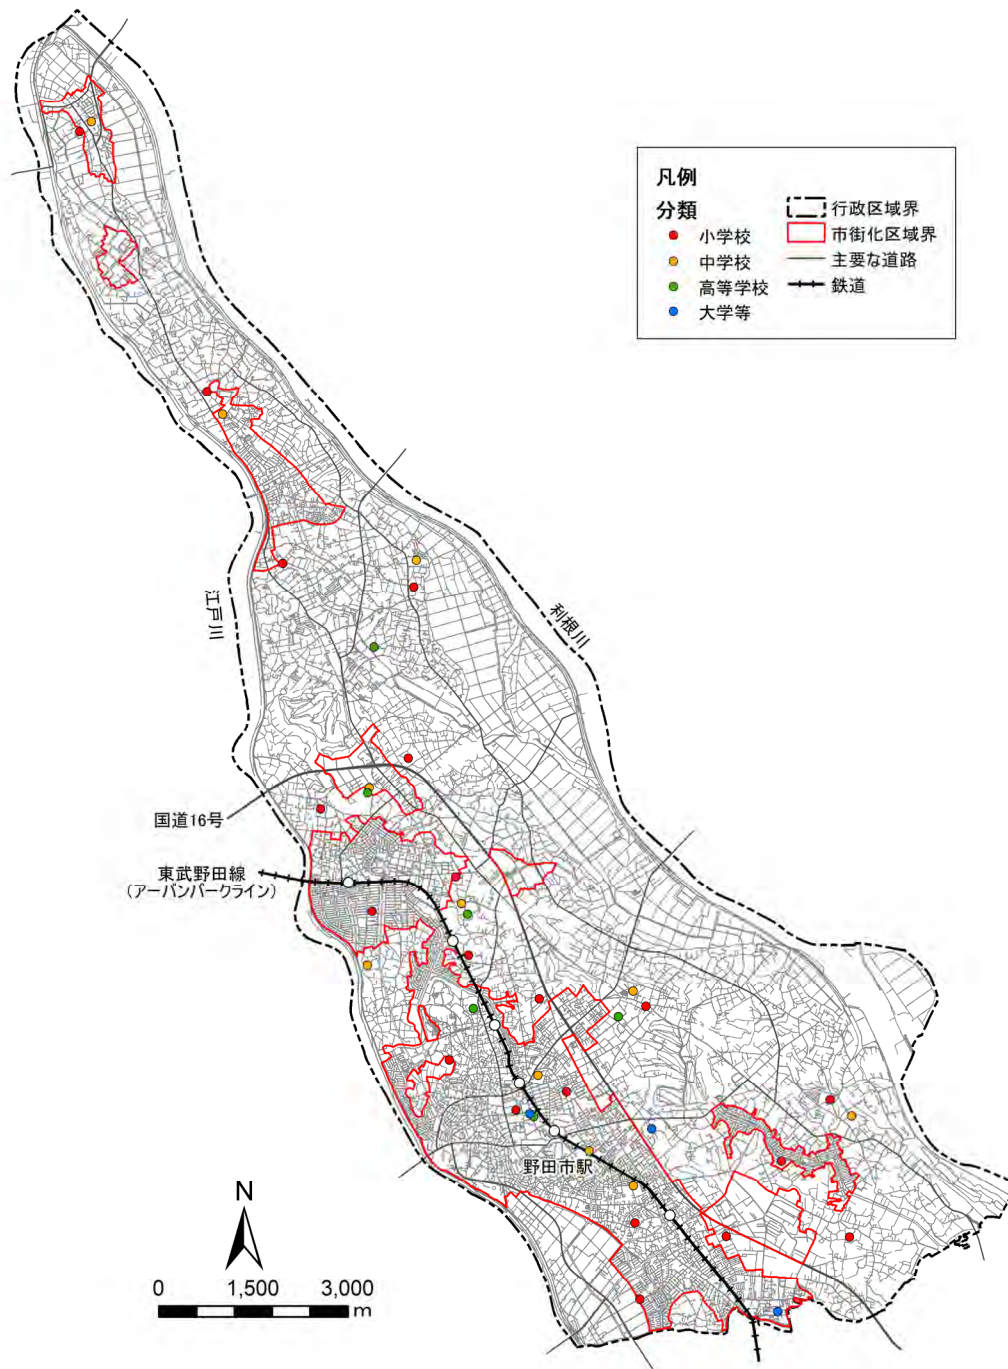 凡例
分類
小学校
中学校
高等学校
大学等
行政区域界
市街化区域界
主要な道路
鉄道
江戸川
利根川
国道16号
東武野田線
(アーバンパークライン)
野田市駅
N
0 1,500 3,000
m